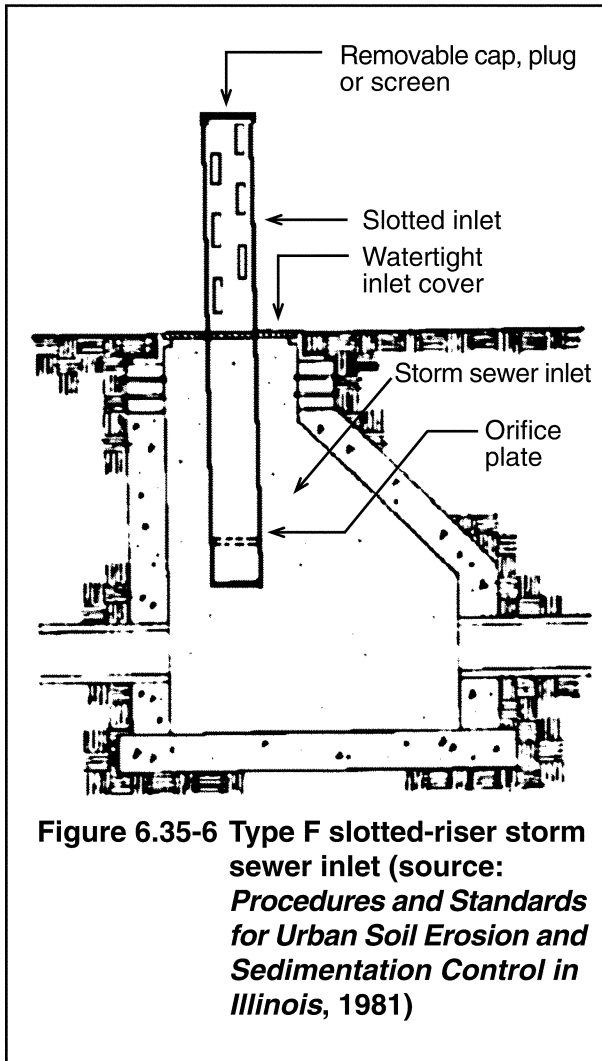 Removable cap, plug
or screen
Slotted inlet
Watertight
inlet cover
Storm sewer inlet
Orifice
plate
Figure 6.35-6 Type F slotted-riser storm
sewer inlet (source:
Procedures and Standards
for Urban Soil Erosion and
Sedimentation Control in
Illinois, 1981)